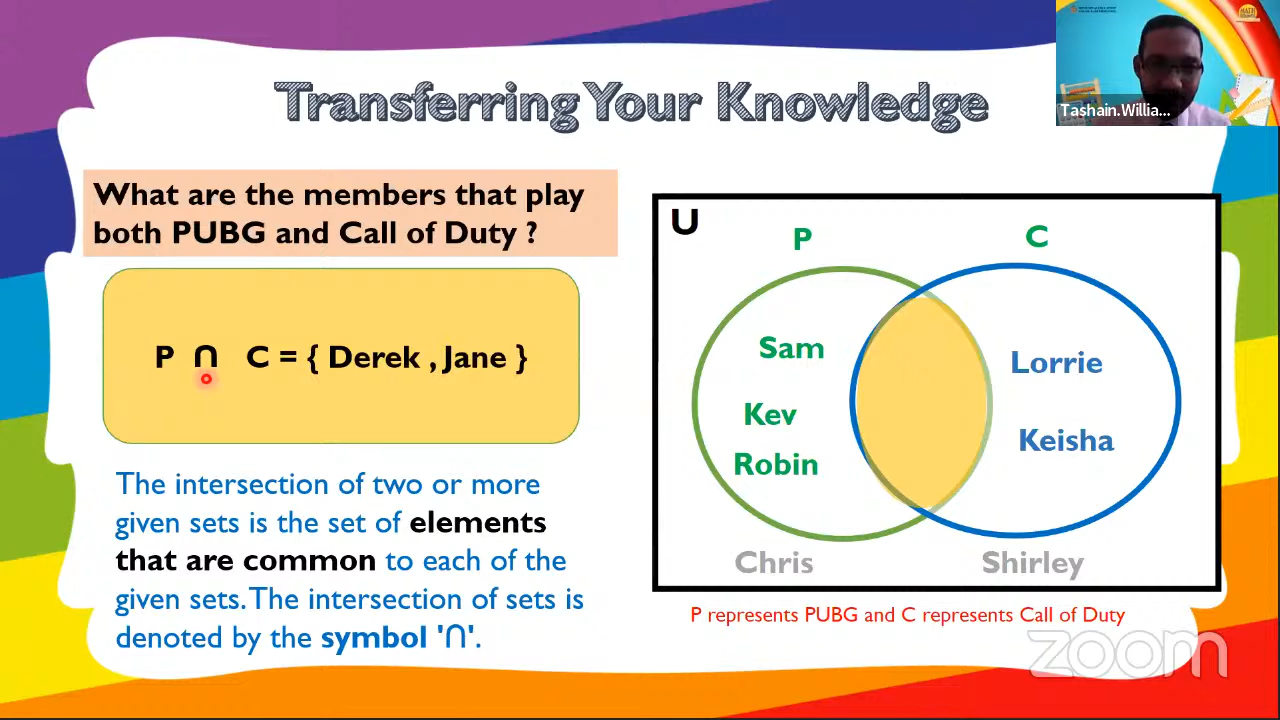 Transferring Your Knowledge
Tashain.Willia...
What are the members that play
both PUBG and Call of Duty ?
P ∩ C = { Derek , Jane }
The intersection of two or more
given sets is the set of elements
that are common to each of the
given sets. The intersection of sets is
denoted by the symbol '∩'.
U
P
C
Sam
Kev
Robin
Lorrie
Keisha
Chris
Shirley
P represents PUBG and C represents Call of Duty
zoom